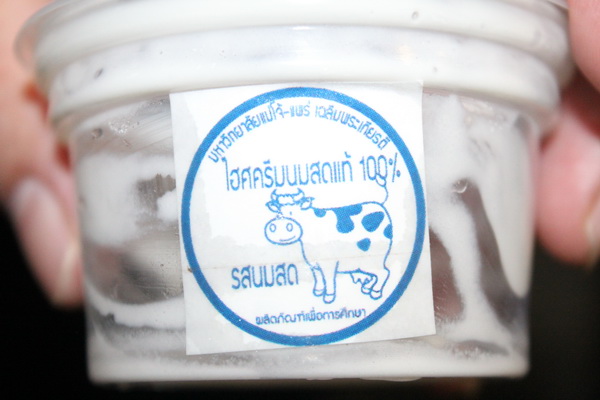 มหาวิทยาลัยแม่โจ้-แพร่ เฉลิมพระเกียรติ
ไอศครีมนมสดแท้ 100%
รสนมสด
ผลิตภัณฑ์เพื่อการศึกษา